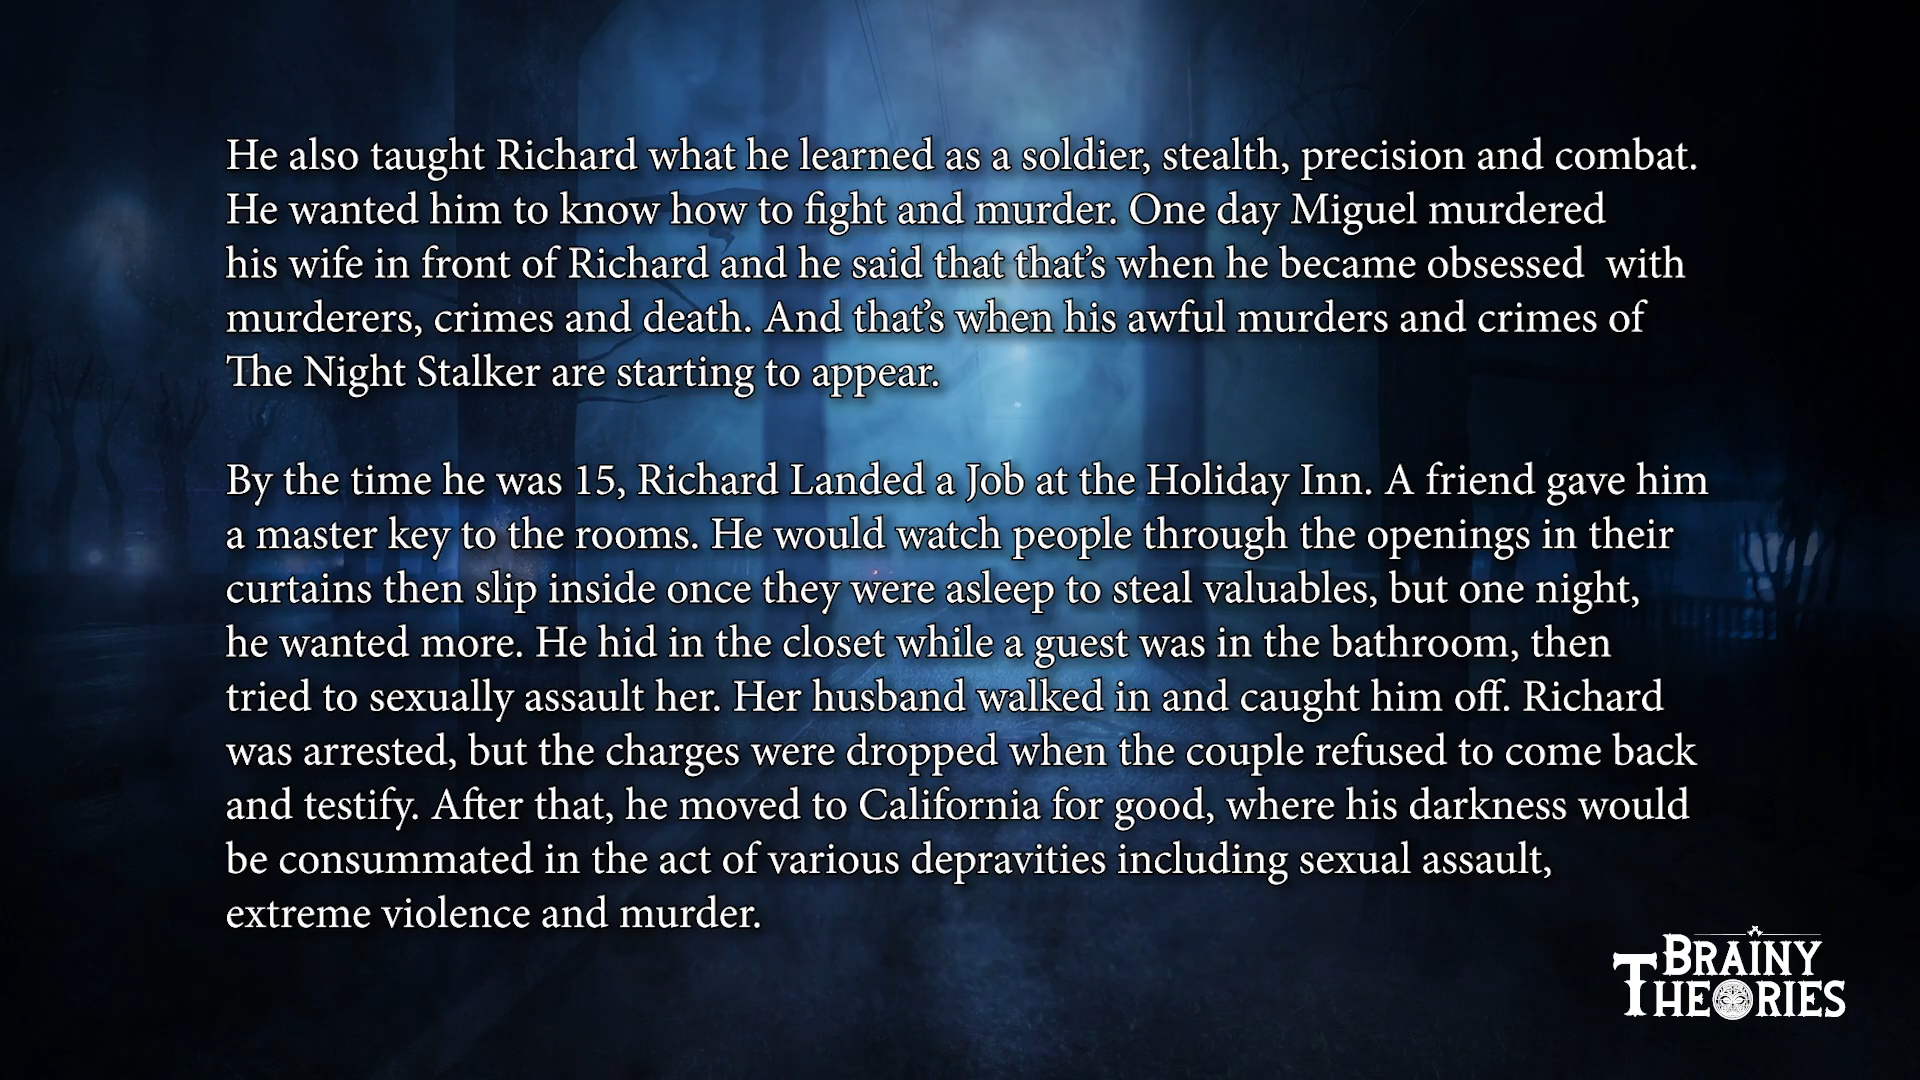 He also taught Richard what he learned as a soldier, stealth, precision and combat.
He wanted him to know how to fight and murder. One day Miguel murdered
his wife in front of Richard and he said that that’s when he became obsessed  with
murderers, crimes and death. And that’s when his awful murders and crimes of
The Night Stalker are starting to appear.
By the time he was 15, Richard Landed a Job at the Holiday Inn. A friend gave him
a master key to the rooms. He would watch people through the openings in their
curtains then slip inside once they were asleep to steal valuables, but one night,
he wanted more. He hid in the closet while a guest was in the bathroom, then
tried to sexually assault her. Her husband walked in and caught him off. Richard
was arrested, but the charges were dropped when the couple refused to come back
and testify. After that, he moved to California for good, where his darkness would
be consummated in the act of various depravities including sexual assault,
extreme violence and murder.
BRAINY
THEORIES